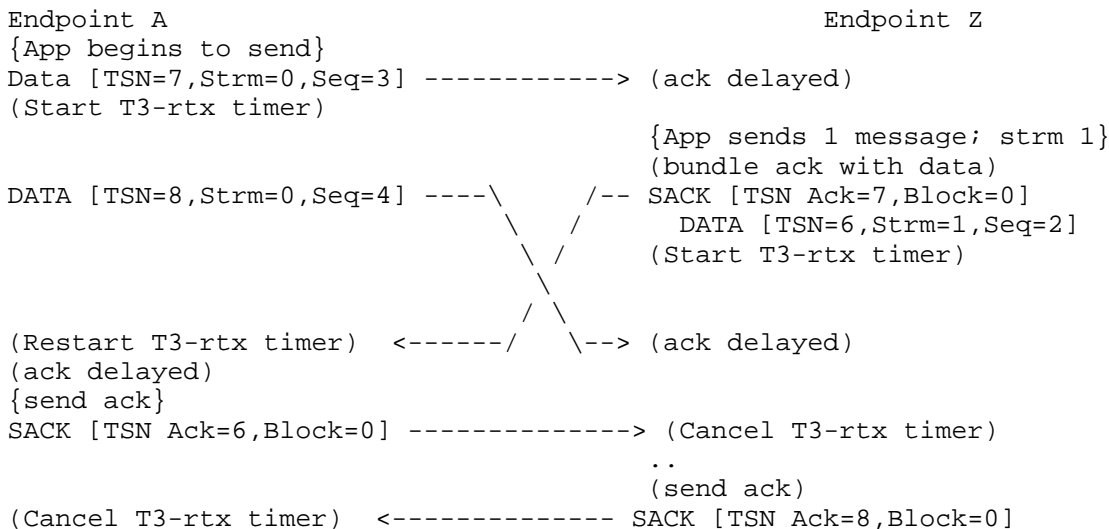 Endpoint A                                         Endpoint Z
{App begins to send}
Data [TSN=7,Strm=0,Seq=3] ------------> (ack delayed)
(Start T3-rtx timer)
                                        {App sends 1 message; strm 1}
                                        (bundle ack with data)
DATA [TSN=8,Strm=0,Seq=4] ----\      /-- SACK [TSN Ack=7,Block=0]
                               \    /     DATA [TSN=6,Strm=1,Seq=2]
                                \  /    (Start T3-rtx timer)
                                 \
                                / \
(Restart T3-rtx timer)  <------/   \--> (ack delayed)
(ack delayed)
{send ack}
SACK [TSN Ack=6,Block=0] --------------> (Cancel T3-rtx timer)
                                        ..
                                        (send ack)
(Cancel T3-rtx timer)  <-------------- SACK [TSN Ack=8,Block=0]